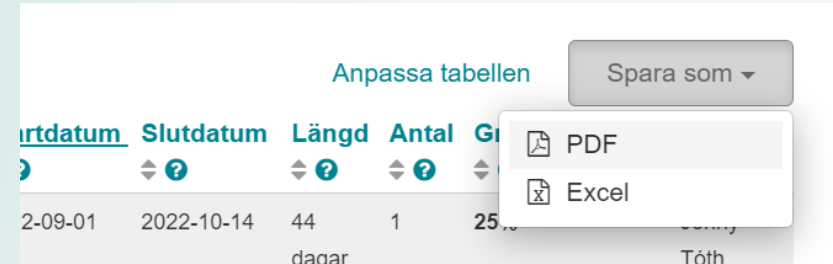 Anpassa tabellen Spara som
rtdatum Slutdatum Längd Antal
PDF
Excel
2-09-01 2022-10-14 44 1 25%
dagar Tóth